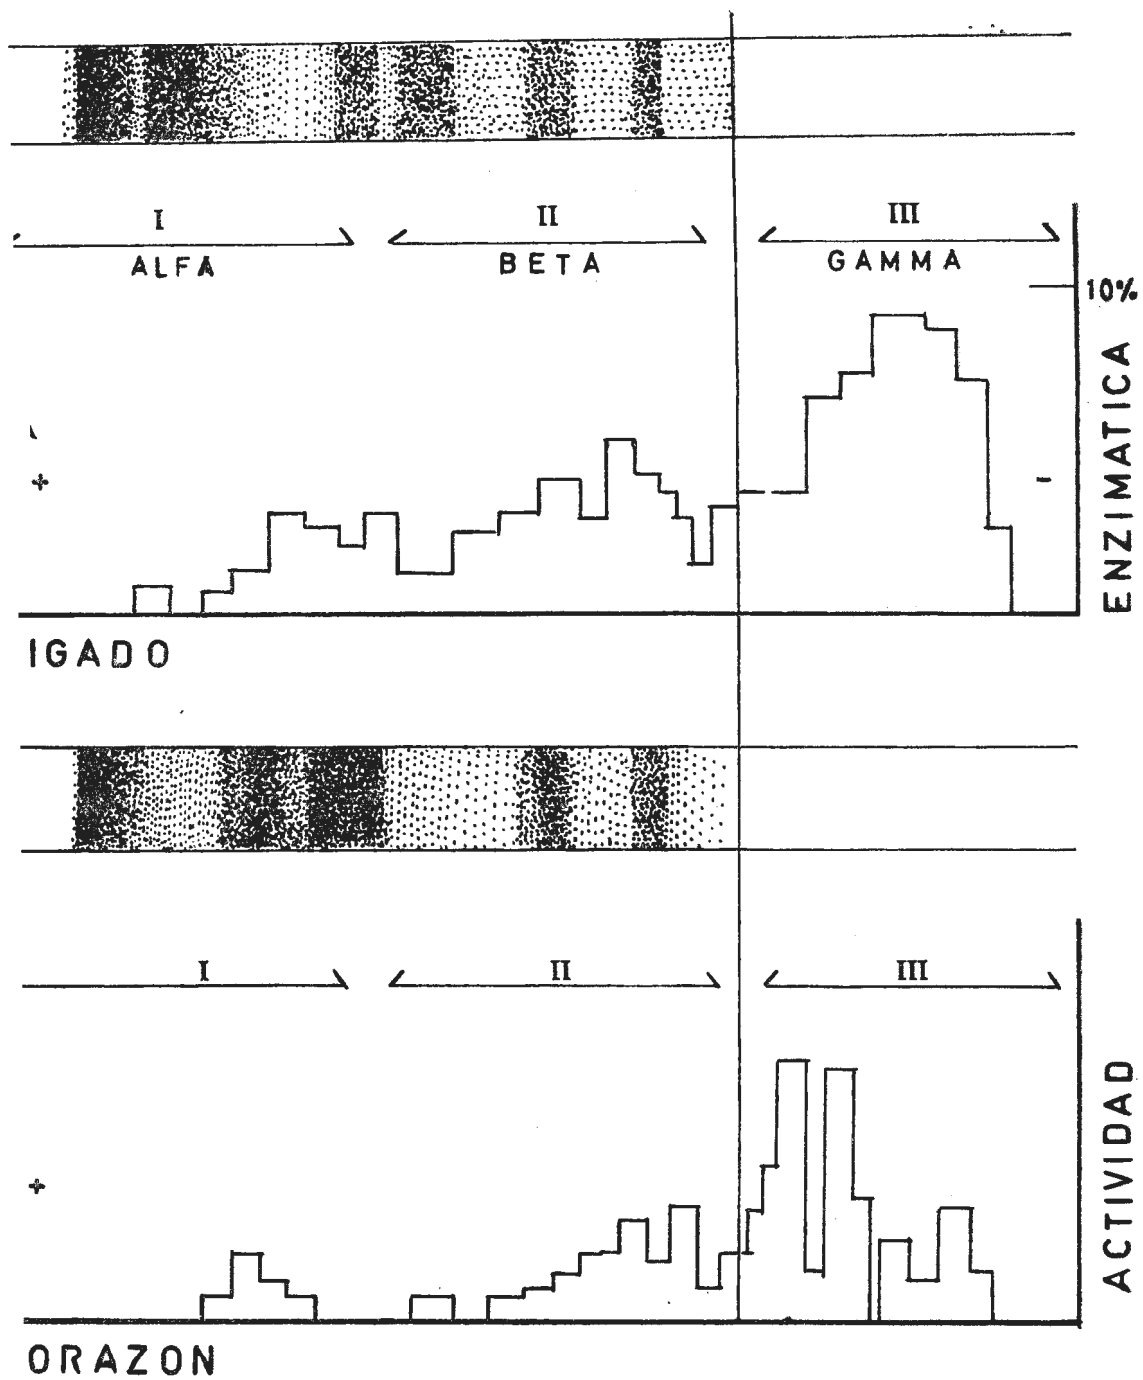 I II III
ALFA BETA GAMMA
10%
+ -
ENZIMATICA
IGADO
I II III
+
ACTIVIDAD
ORAZON